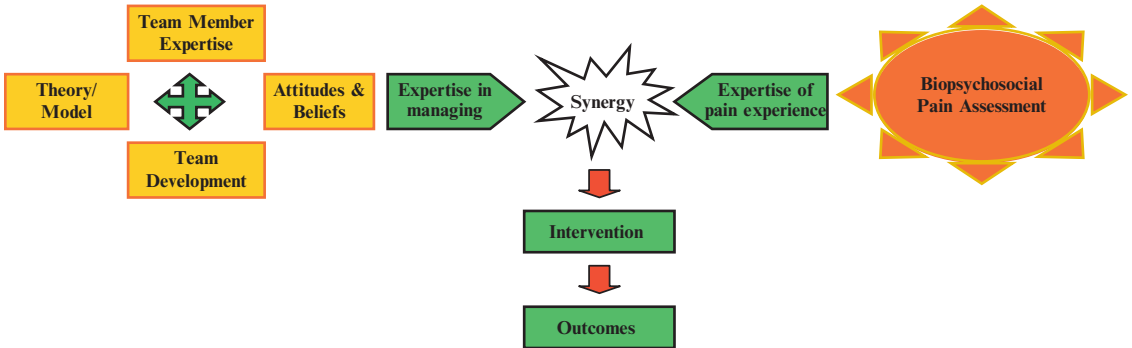 Team Member
Expertise
Theory/
Model
Attitudes &
Beliefs
Team
Development
Expertise in
managing
Synergy
Expertise of
pain experience
Biopsychosocial
Pain Assessment
Intervention
Outcomes